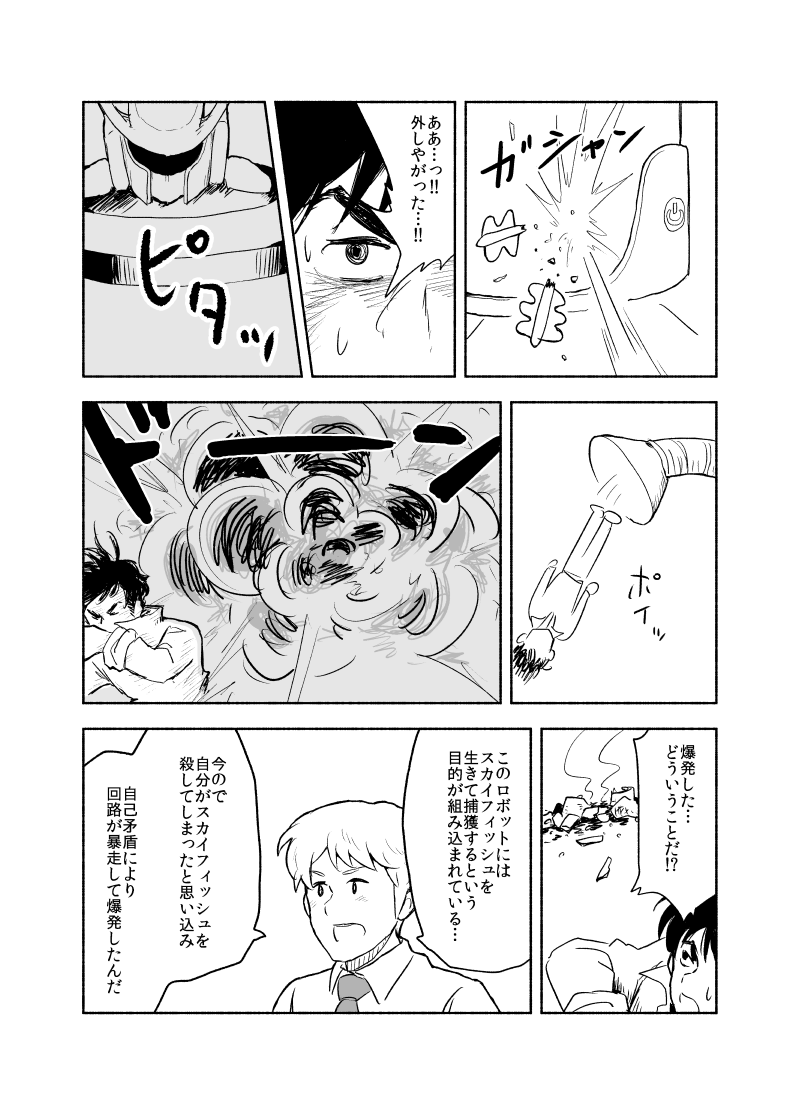 ガシャン
ああ…っ!!
外しやがった…!!
ピタッ
ポイッ
ドーン
爆発した…
どういうことだ!?
このロボットには
スカイフィッシュを
生きて捕獲するという
目的が組み込まれている…
今ので
自分がスカイフィッシュを
殺してしまったと思い込み
自己矛盾により
回路が暴走して爆発したんだ